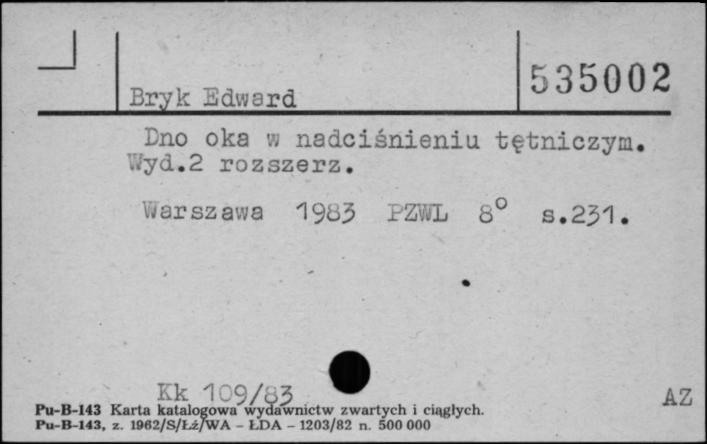 Bryk Edward
535002
Dno oka w nadciśnieniu tętniczym.
Wyd.2 rozszerz.
Warszawa 1983 PZWL 8° s.231.
Kk 109/83
AZ
Pu-B-143 Karta katalogowa wydawnictw zwartych i ciągłych.
Pu-B-143, z. 1962/S/Łź/WA – ŁDA – 1203/82 n. 500 000